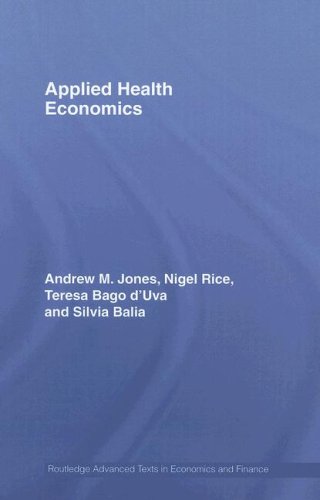 Applied Health
Economics
Andrew M. Jones, Nigel Rice,
Teresa Bago d'Uva
and Silvia Balia
Routledge Advanced Texts in Economics and Finance